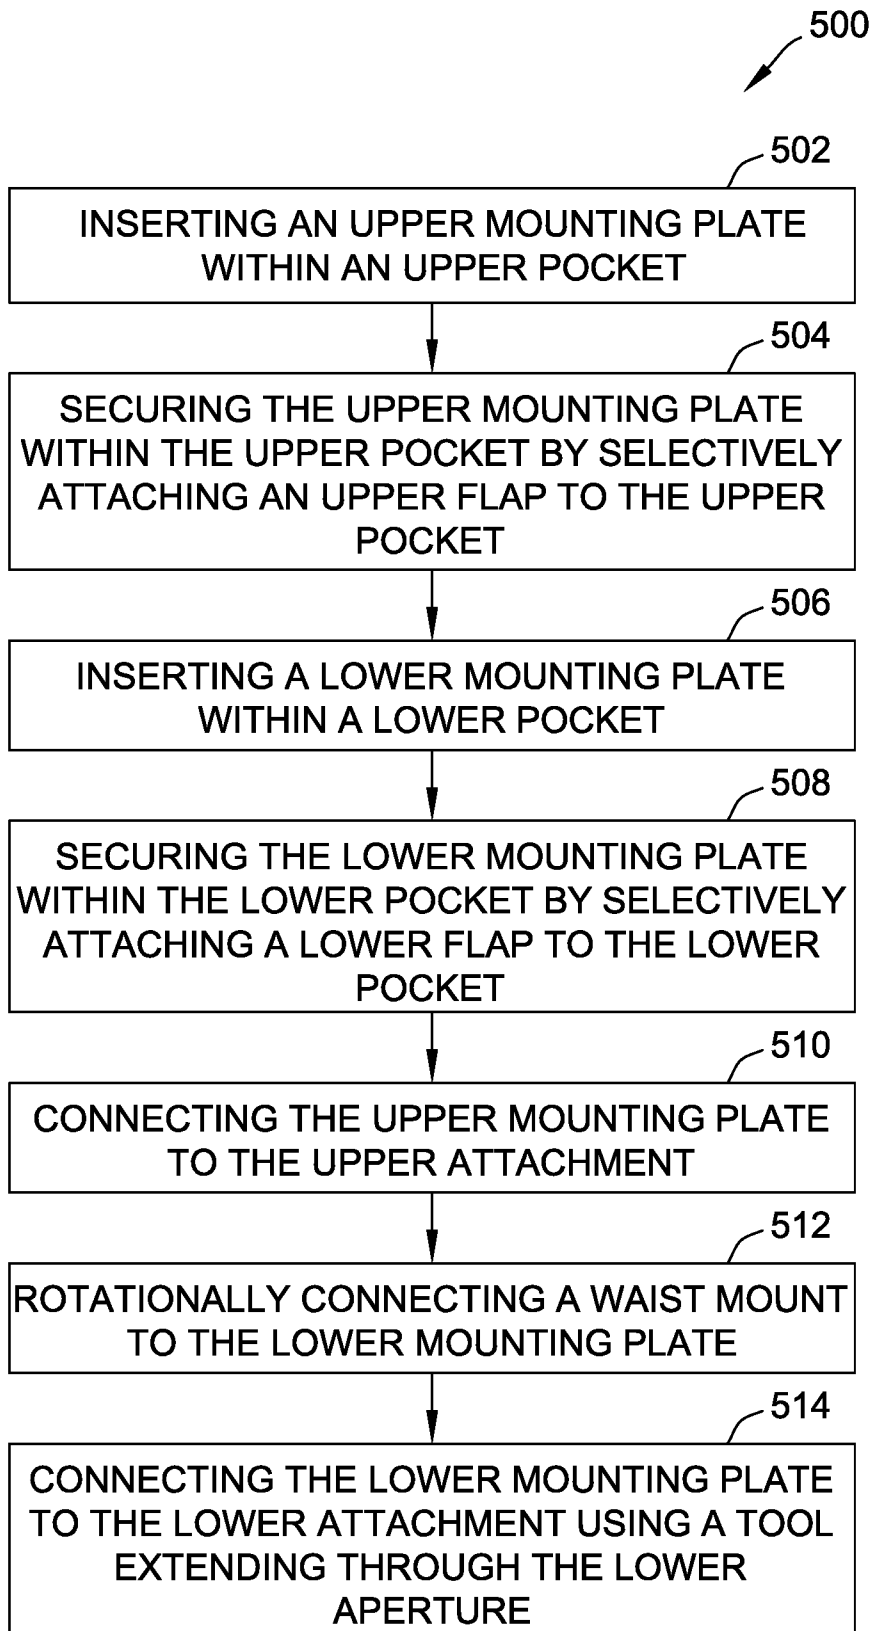 500
502
INSERTING AN UPPER MOUNTING PLATE
WITHIN AN UPPER POCKET
504
SECURING THE UPPER MOUNTING PLATE
WITHIN THE UPPER POCKET BY SELECTIVELY
ATTACHING AN UPPER FLAP TO THE UPPER
POCKET
506
INSERTING A LOWER MOUNTING PLATE
WITHIN A LOWER POCKET
508
SECURING THE LOWER MOUNTING PLATE
WITHIN THE LOWER POCKET BY SELECTIVELY
ATTACHING A LOWER FLAP TO THE LOWER
POCKET
510
CONNECTING THE UPPER MOUNTING PLATE
TO THE UPPER ATTACHMENT
512
ROTATIONALLY CONNECTING A WAIST MOUNT
TO THE LOWER MOUNTING PLATE
514
CONNECTING THE LOWER MOUNTING PLATE
TO THE LOWER ATTACHMENT USING A TOOL
EXTENDING THROUGH THE LOWER
APERTURE